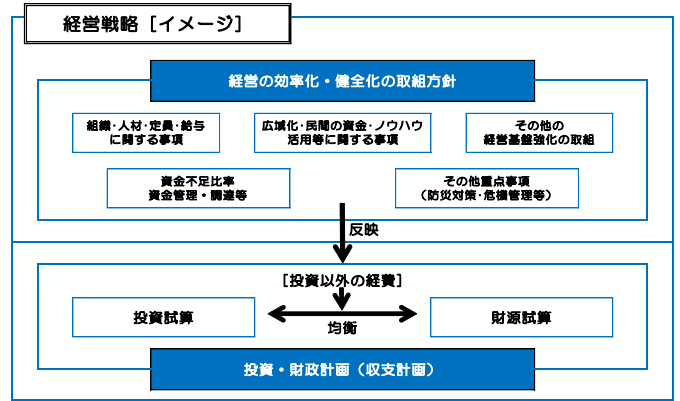 経営戦略［イメージ］
経営の効率化・健全化の取組方針
組織・人材・定員・給与
に関する事項
広域化・民間の資金・ノウハウ
活用等に関する事項
その他の
経営基盤強化の取組
資金不足比率
資金管理・調達等
その他重点事項
（防災対策・危機管理等）
反映
［投資以外の経費］
投資試算
均衡
財源試算
投資・財政計画（収支計画）